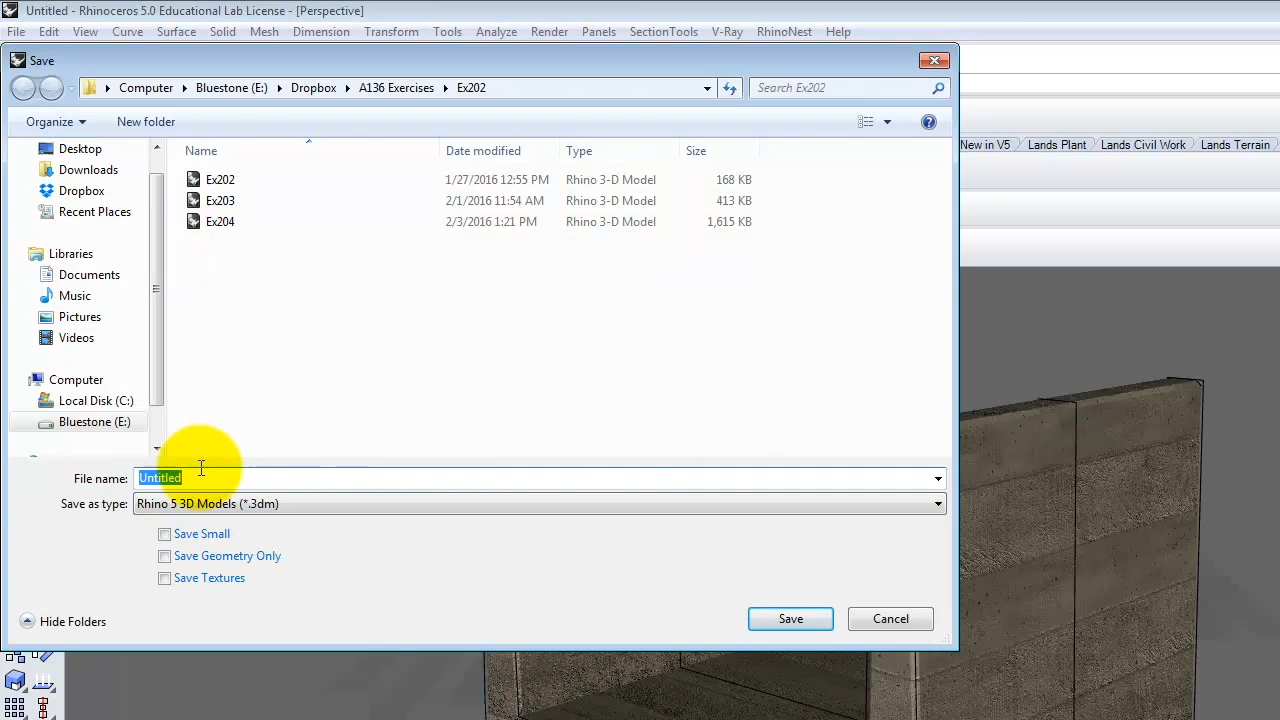 Untitled - Rhinoceros 5.0 Educational Lab License - [Perspective]
File Edit View Curve Surface Solid Mesh Dimension Transform Tools Analyze Render Panels SectionTools V-Ray RhinoNest Help
Save
Computer Bluestone (E:) Dropbox A136 Exercises Ex202 Search Ex202
Organize New folder
New in V5 Lands Plant Lands Civil Work Lands Terrain
Name Date modified Type Size
Desktop
Downloads
Dropbox
Recent Places
Libraries
Documents
Music
Pictures
Videos
Computer
Local Disk (C:)
Bluestone (E:)
Ex202 1/27/2016 12:55 PM Rhino 3-D Model 168 KB
Ex203 2/1/2016 11:54 AM Rhino 3-D Model 413 KB
Ex204 2/3/2016 1:21 PM Rhino 3-D Model 1,615 KB
File name: Untitled
Save as type: Rhino 5 3D Models (*.3dm)
Save Small
Save Geometry Only
Save Textures
Hide Folders Save Cancel